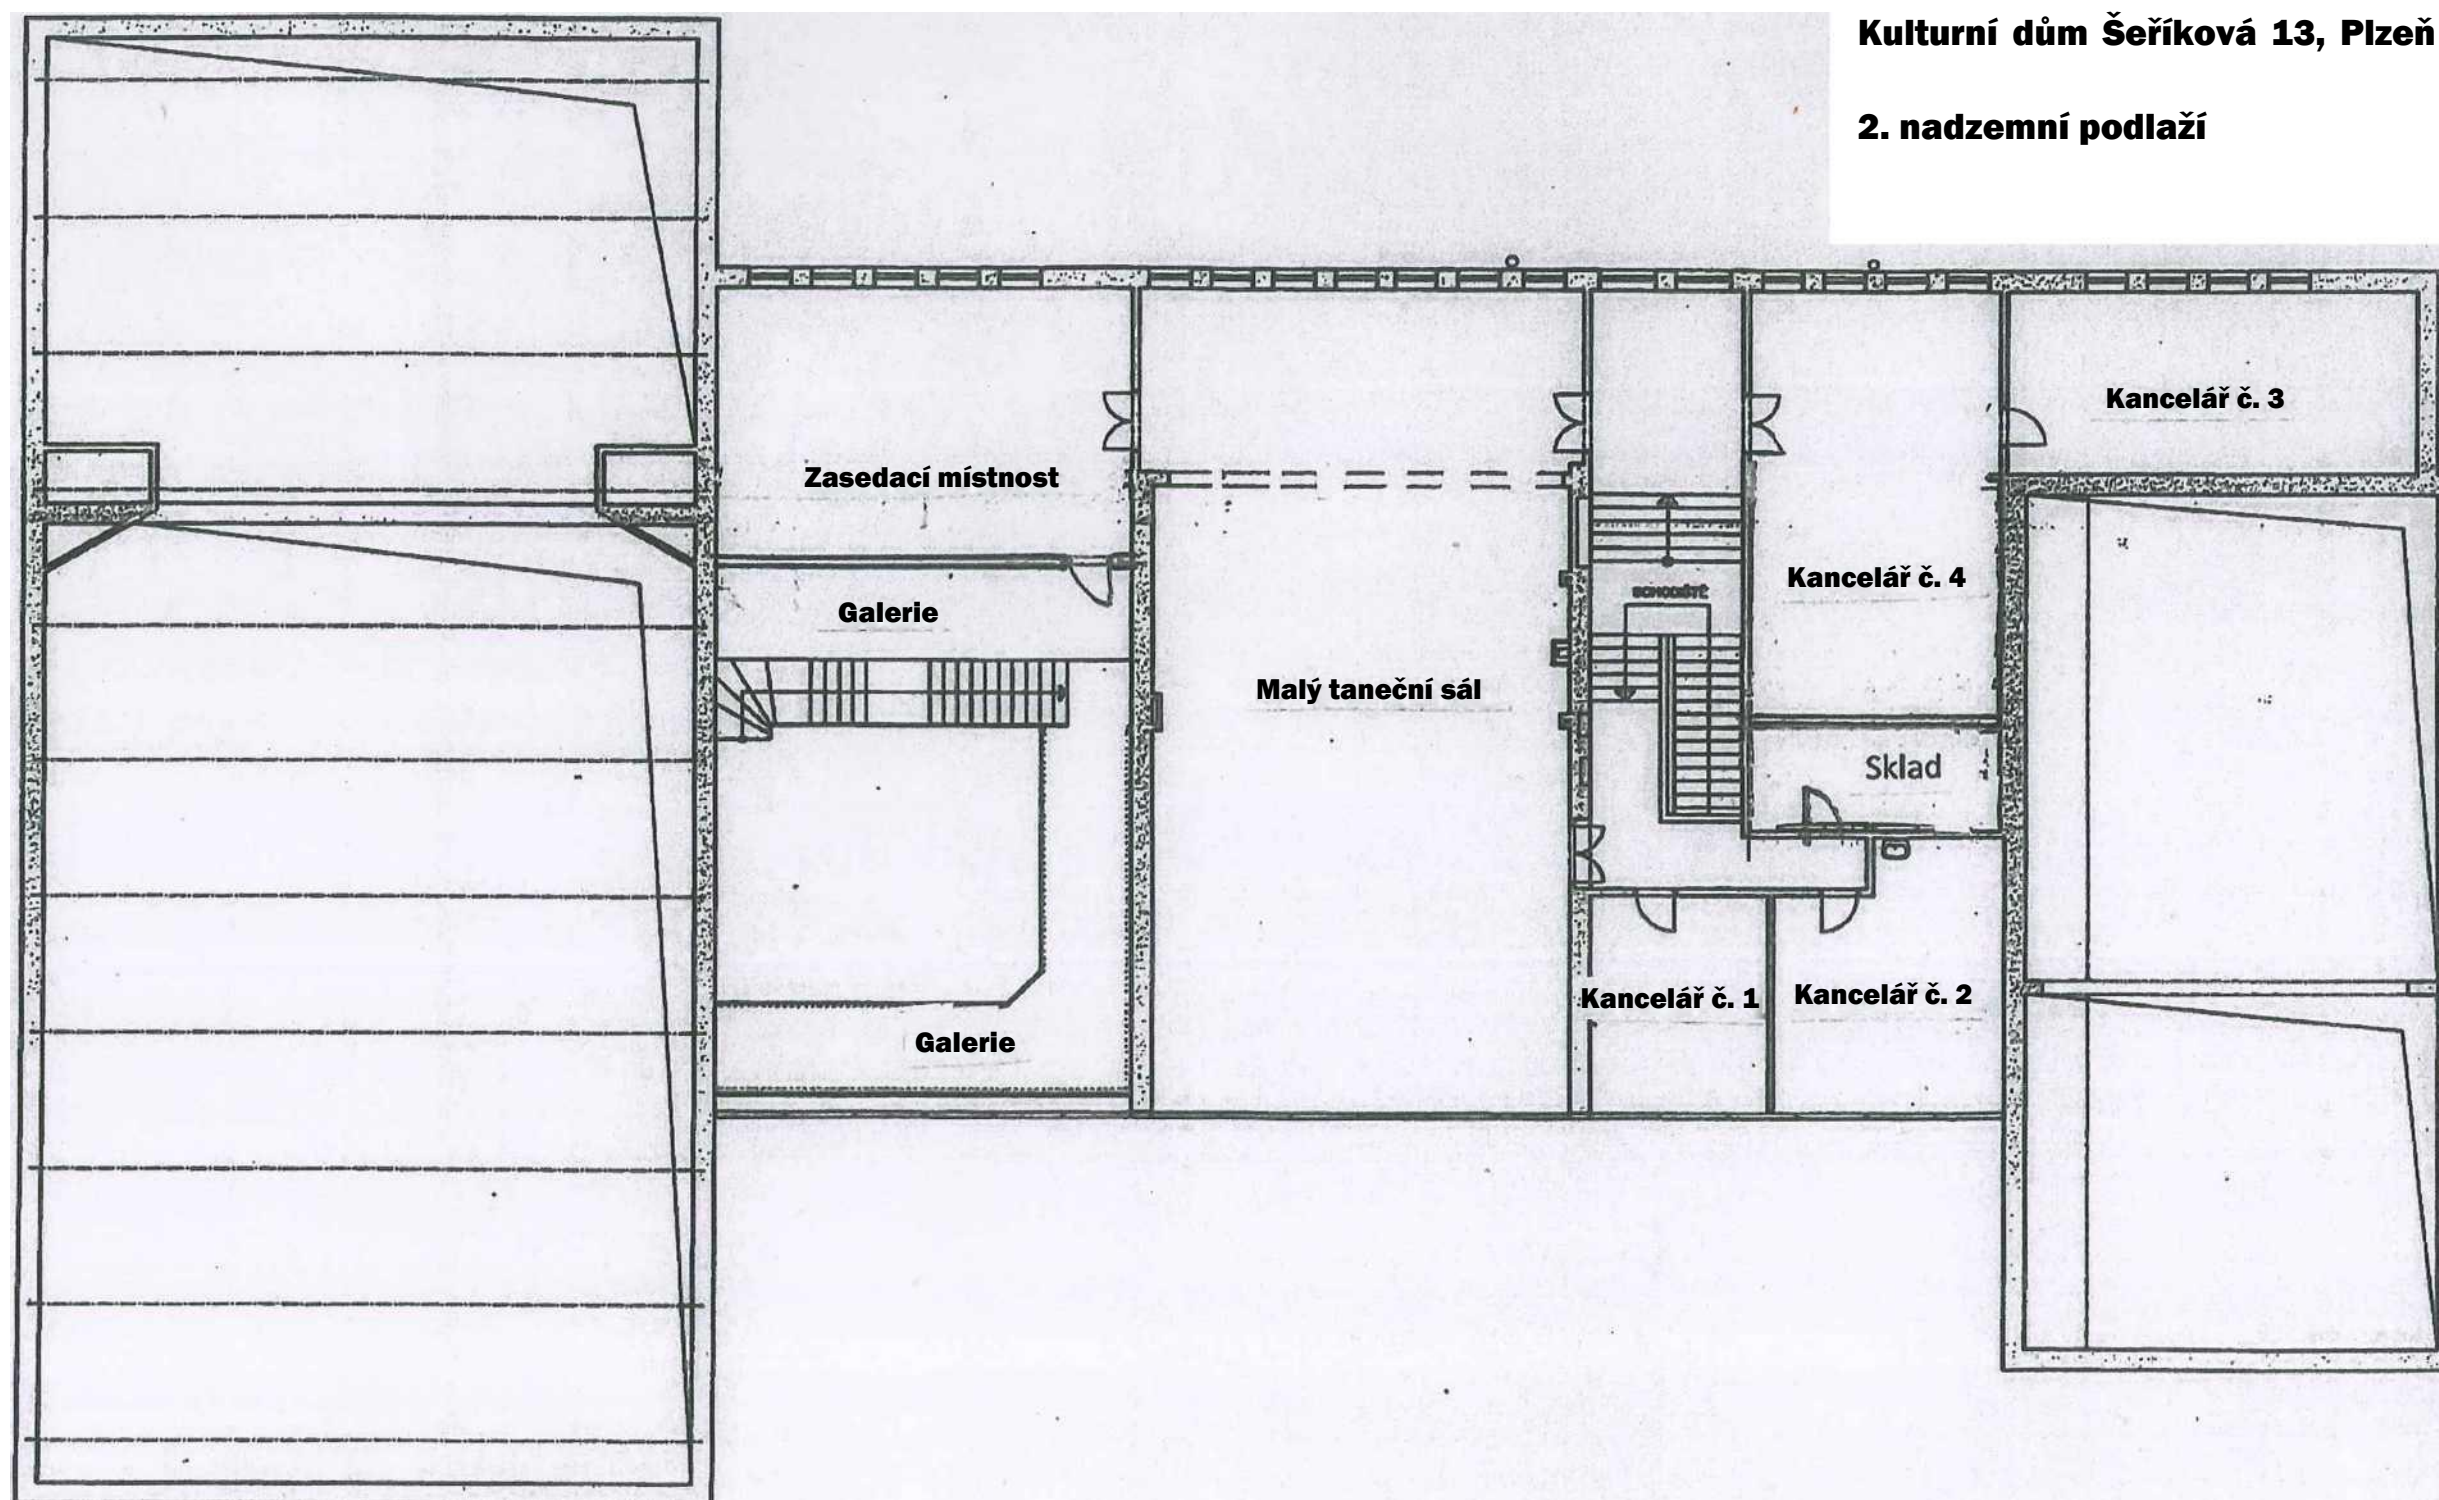 Kulturní dům Šeříková 13, Plzeň
2. nadzemní podlaží
Kancelář č. 3
Zasedací místnost
Kancelář č. 4
SCHODIŠTĚ
Galerie
Malý taneční sál
Sklad
Kancelář č. 1
Kancelář č. 2
Galerie